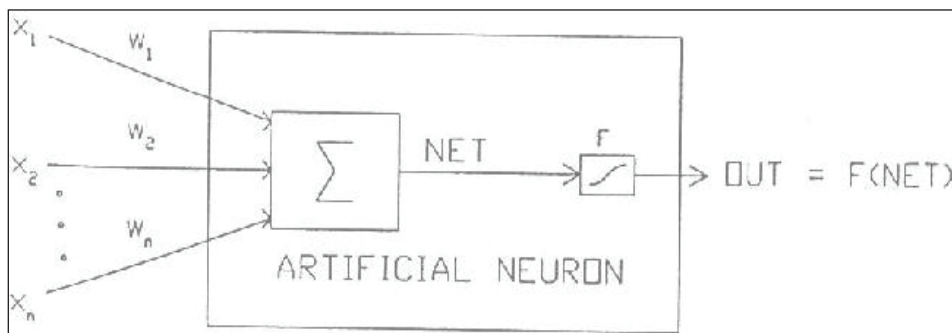 X₁
W₁
W₂
F
NET
X₂
Σ
OUT = F(NET)
Wₙ
ARTIFICIAL NEURON
Xₙ